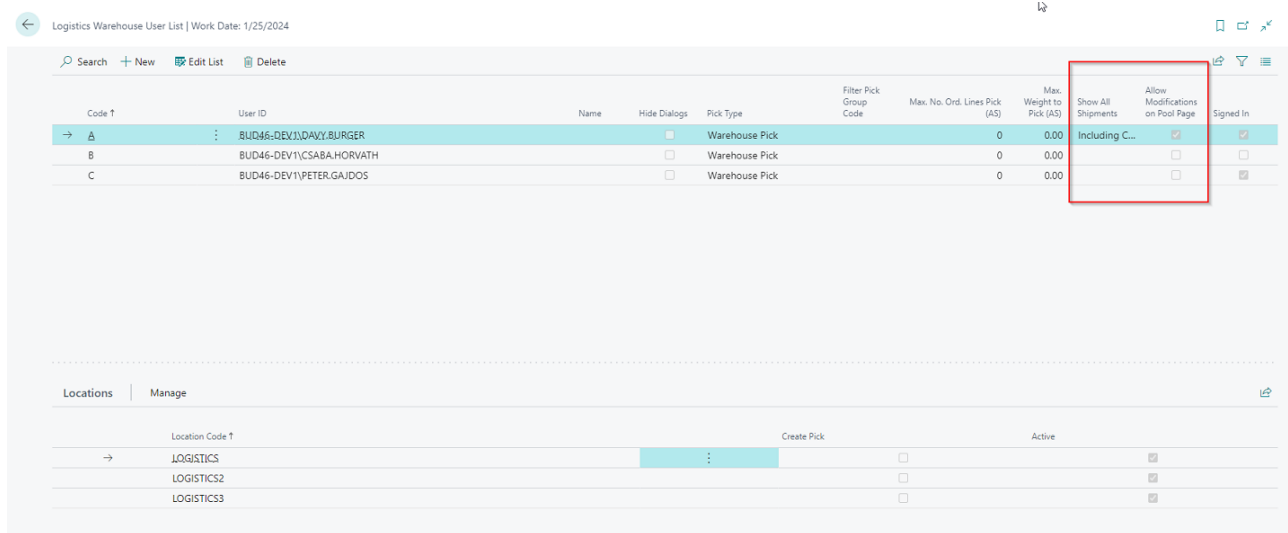 Logistics Warehouse User List | Work Date: 1/25/2024
Search New Edit List Delete
Code ↑ User ID Name Hide Dialogs Pick Type Filter Pick Group Code Max. No. Ord. Lines Pick (AS) Max. Weight to Pick (AS) Show All Shipments Allow Modifications on Pool Page Signed In
A BUD46-DEV1\DAVY.BURGER Warehouse Pick 0 0.00 Including C...
B BUD46-DEV1\CSABA.HORVATH Warehouse Pick 0 0.00
C BUD46-DEV1\PETER.GAJDOS Warehouse Pick 0 0.00
Locations Manage
Location Code ↑ Create Pick Active
LOGISTICS
LOGISTICS2
LOGISTICS3